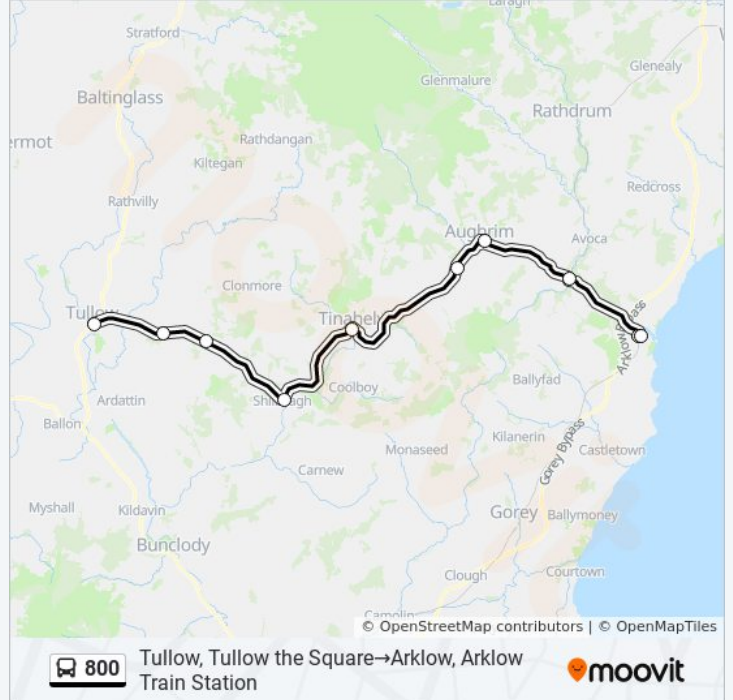 Laragh
Stratford
Glenmalure
Glenealy
Baltinglass
Rathdrum
ermot
Rathdangan
Kiltegan
Redcross
Rathvilly
Aughrim
Avoca
Clonmore
Tullow
Tinahely
Arklow Bypass
Coolboy
Ballyfad
Shillelagh
Ardattin
Ballon
Kilanerin
Monaseed
Gorey Bypass
Castletown
Carnew
Myshall
Kildavin
Gorey
Ballymoney
Bunclody
Clough
Courtown
Camolin
© OpenStreetMap contributors | © OpenMapTiles
800
Tullow, Tullow the Square→Arklow, Arklow
Train Station
moovit